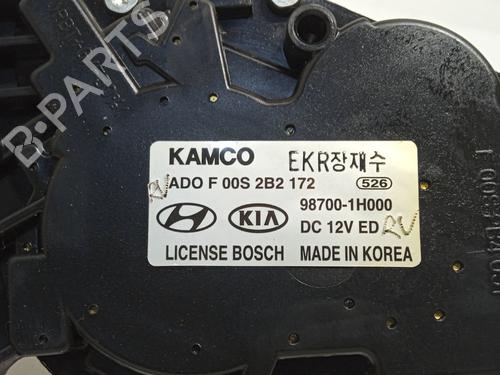 B-PARTS
KAMCO EKR장재수
ADO F 00S 2B2 172 526
KIA 98700-1H000
DC 12V ED RV
LICENSE BOSCH MADE IN KOREA